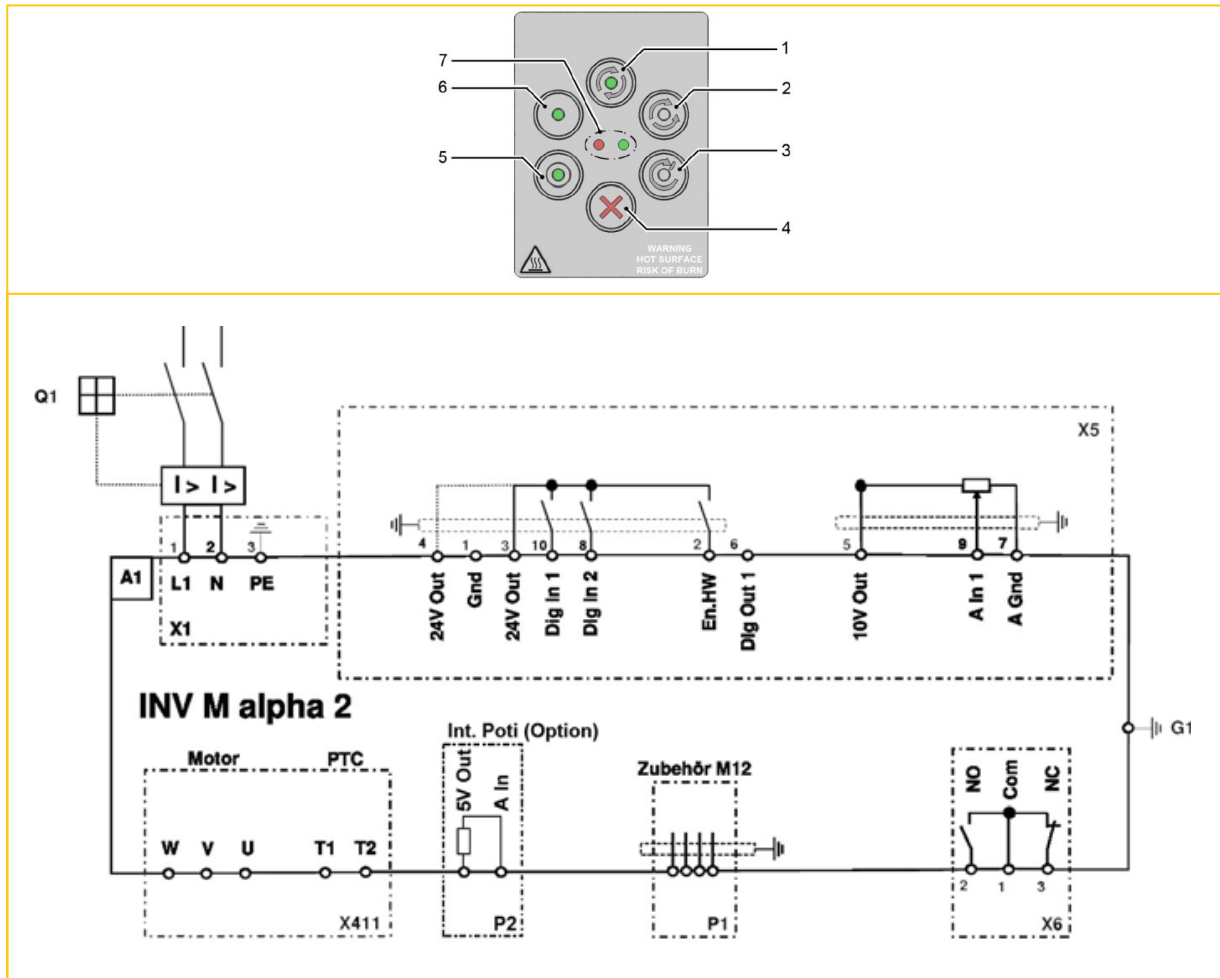 1
7
6
2
5
3
4
WARNING
HOT SURFACE
RISK OF BURN
Q1
X5
I > I >
1 2 3
4 1 3 10 8 2 6 5 9 7
A1
L1 N PE
24V Out
Gnd
24V Out
Dig In 1
Dig In 2
En.HW
DIg Out 1
10V Out
A In 1
A Gnd
X1
INV M alpha 2
G1
Motor PTC
Int. Poti (Option)
5V Out
A In
Zubehör M12
NO
Com
NC
W V U T1 T2
2 1 3
X411
P2
P1
X6